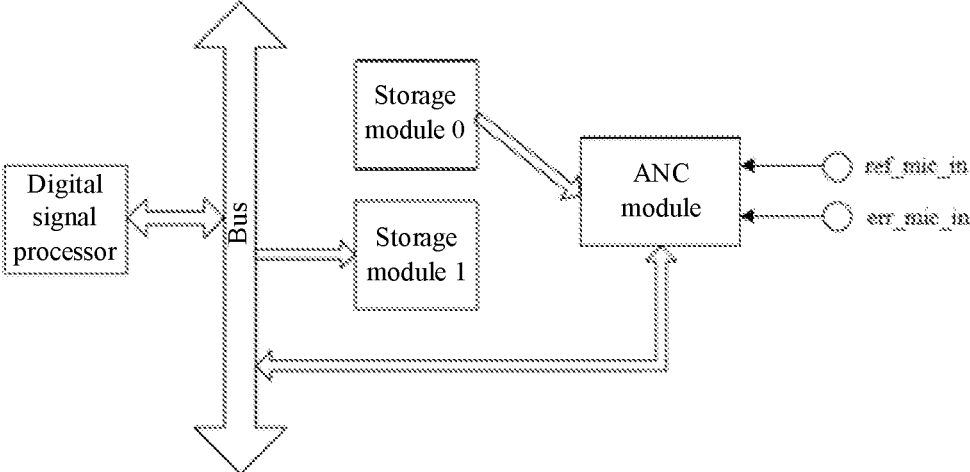 Storage
module 0
ANC
module
ref_mic_in
err_mic_in
Digital
signal
processor
Bus
Storage
module 1